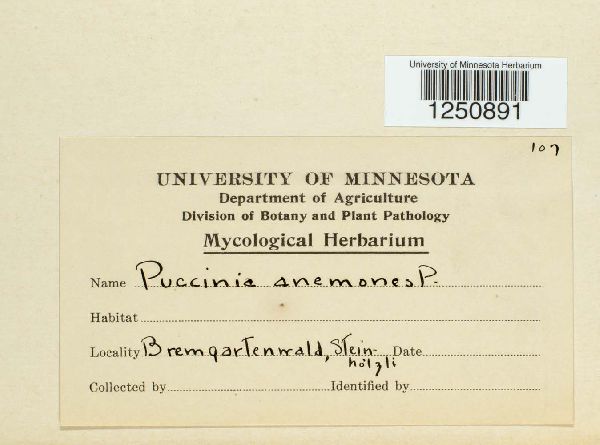 University of Minnesota Herbarium
1250891
107
UNIVERSITY OF MINNESOTA
Department of Agriculture
Division of Botany and Plant Pathology
Mycological Herbarium
Name Puccinia anemones P.
Habitat
Locality Bremgartenwald, Stein- Date
hölzli
Collected by Identified by